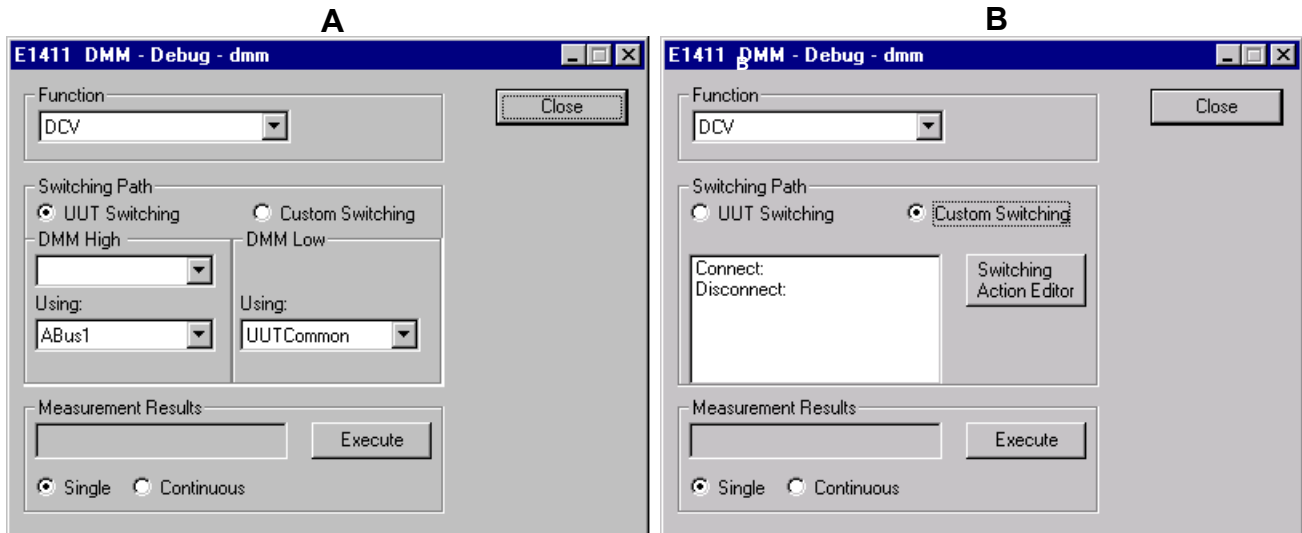 A
E1411 DMM - Debug - dmm
Function
DCV
Close
Switching Path
UUT Switching
Custom Switching
DMM High
DMM Low
Using:
Using:
ABus1
UUTCommon
Measurement Results
Execute
Single
Continuous
B
E1411 DMM - Debug - dmm
B
Function
DCV
Close
Switching Path
UUT Switching
Custom Switching
Connect:
Disconnect:
Switching
Action Editor
Measurement Results
Execute
Single
Continuous